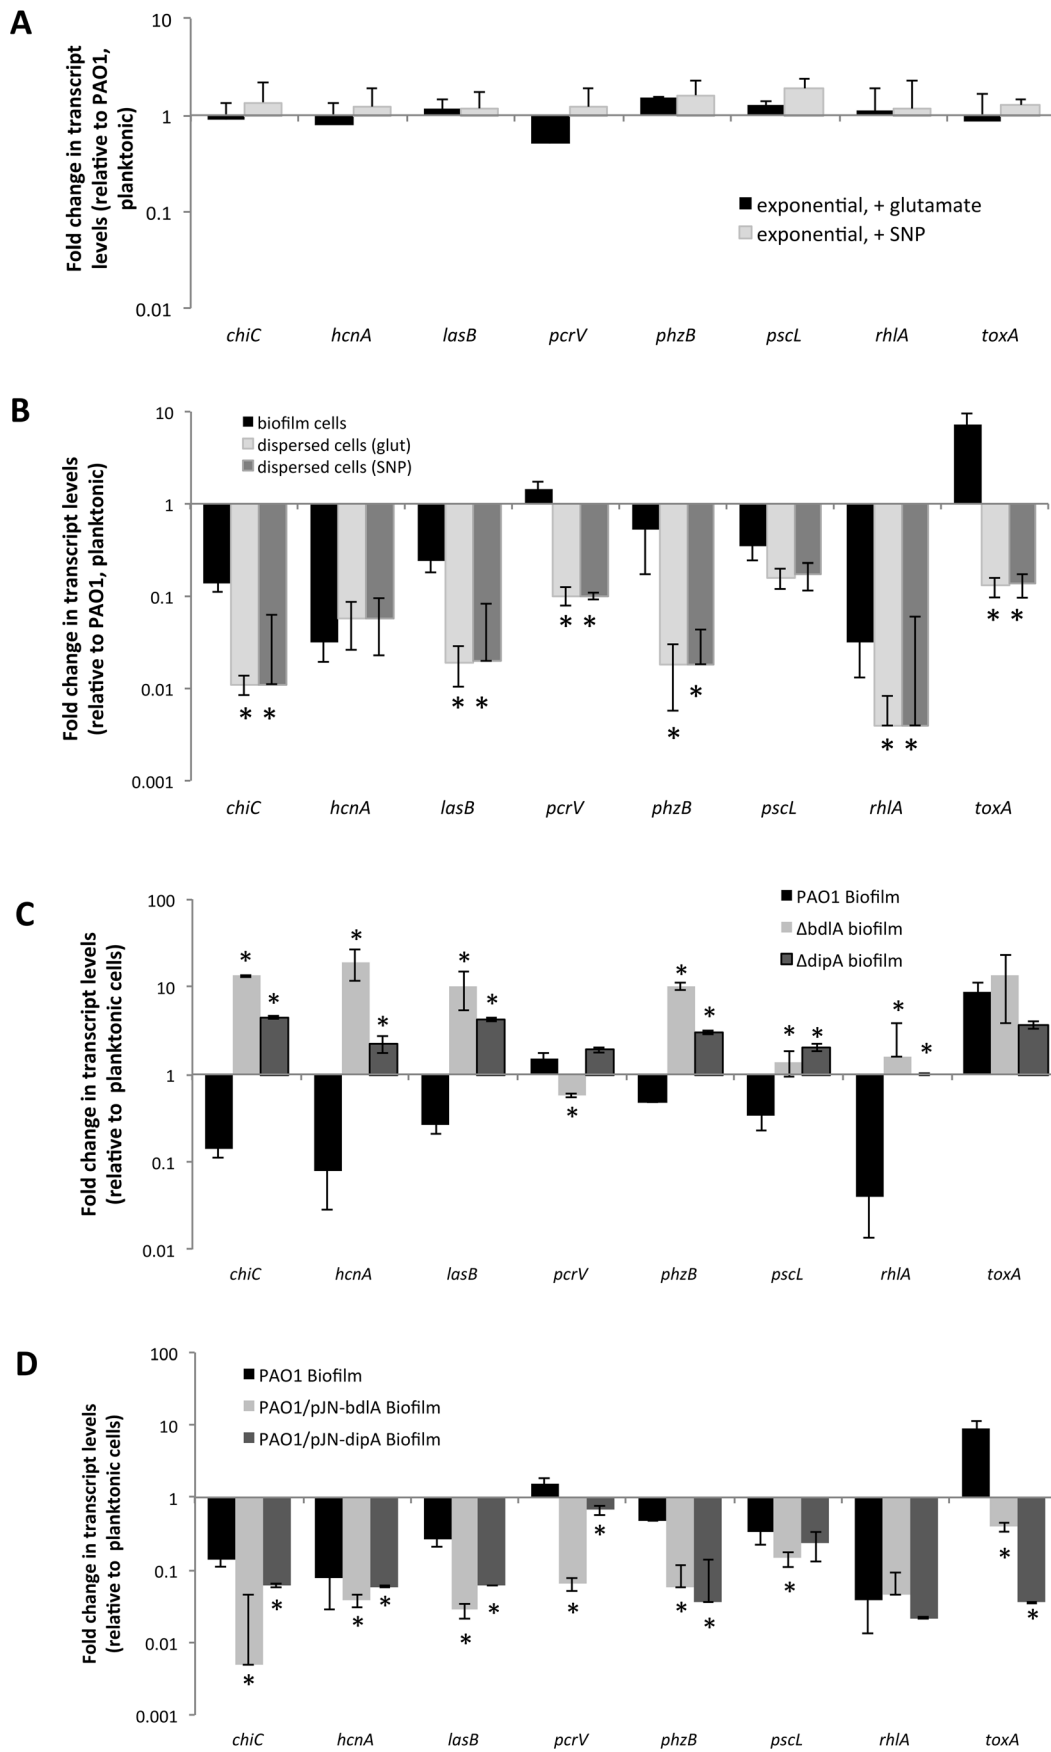 A
Fold change in transcript
levels (relative to PAO1,
planktonic)
10
1
0.1
0.01
exponential, + glutamate
exponential, + SNP
chiC hcnA lasB pcrV phzB pscL rhlA toxA
B
Fold change in transcript levels
(relative to PAO1, planktonic)
10
1
0.1
0.01
0.001
biofilm cells
dispersed cells (glut)
dispersed cells (SNP)
* * * * * * * * * * * *
chiC hcnA lasB pcrV phzB pscL rhlA toxA
C
Fold change in transcript levels
(relative to planktonic cells)
100
10
1
0.1
0.01
PAO1 Biofilm
ΔbdlA biofilm
ΔdipA biofilm
* * * * * * * * * * * * *
chiC hcnA lasB pcrV phzB pscL rhlA toxA
D
Fold change in transcript levels
(relative to planktonic cells)
100
10
1
0.1
0.01
0.001
PAO1 Biofilm
PAO1/pJN-bdlA Biofilm
PAO1/pJN-dipA Biofilm
* * * * * * * * * * * * *
chiC hcnA lasB pcrV phzB pscL rhlA toxA